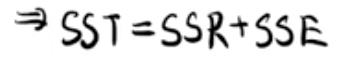 ⇒ SST = SSR + SSE